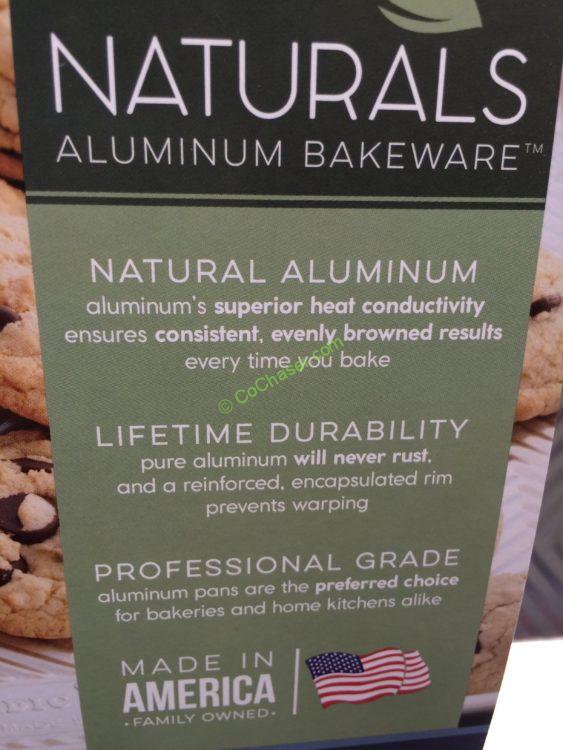 NATURALS
ALUMINUM BAKEWARE™
NATURAL ALUMINUM
aluminum's superior heat conductivity
ensures consistent, evenly browned results
every time you bake
© CoChaser.com
LIFETIME DURABILITY
pure aluminum will never rust,
and a reinforced, encapsulated rim
prevents warping
PROFESSIONAL GRADE
aluminum pans are the preferred choice
for bakeries and home kitchens alike
MADE IN
AMERICA
• FAMILY OWNED •